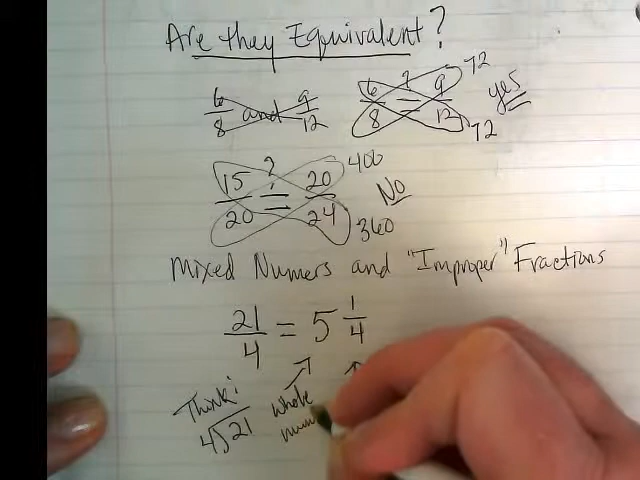 Are they Equivalent?
6/8 and 9/12
6/8 ?= 9/12 72 72 yes
15/20 ?= 20/24 400 360 No
Mixed Numers and "Improper" Fractions
21/4 = 5 1/4
Think: whole
4)21